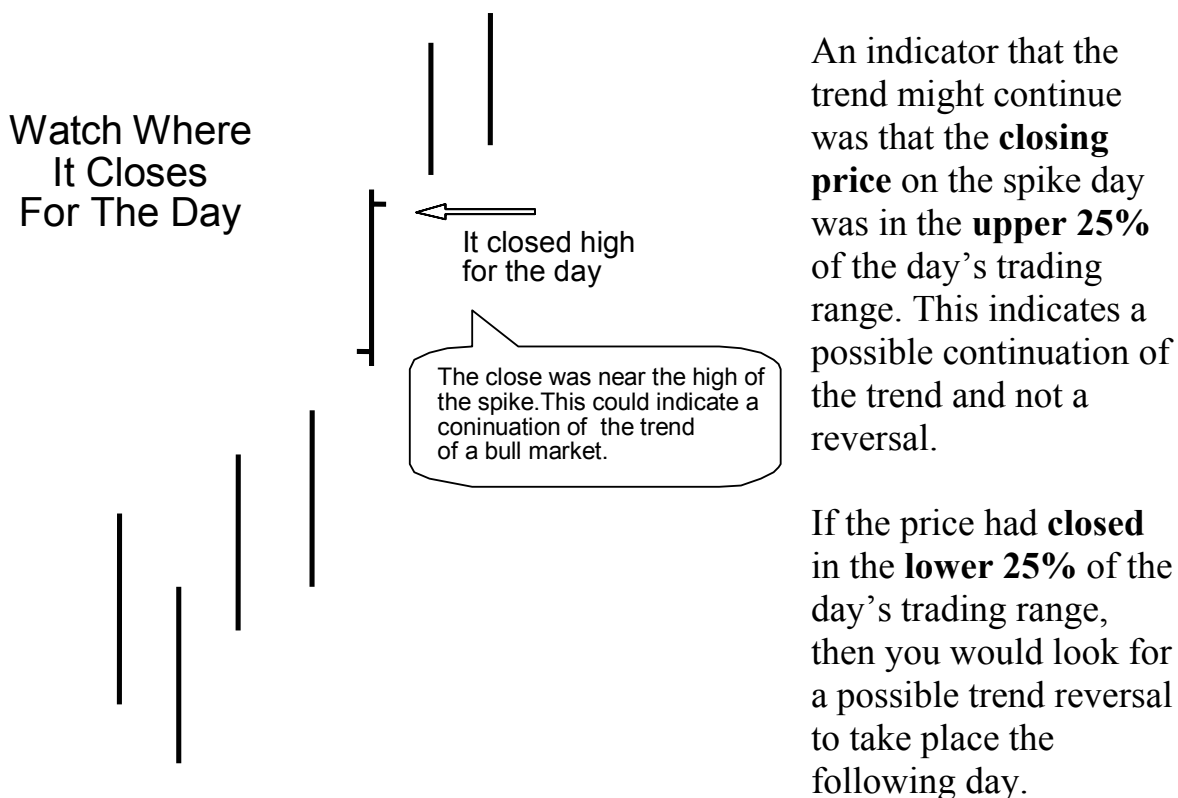 Watch Where
It Closes
For The Day
It closed high
for the day
The close was near the high of
the spike.This could indicate a
coninuation of the trend
of a bull market.
An indicator that the
trend might continue
was that the closing
price on the spike day
was in the upper 25%
of the day’s trading
range. This indicates a
possible continuation of
the trend and not a
reversal.
If the price had closed
in the lower 25% of the
day’s trading range,
then you would look for
a possible trend reversal
to take place the
following day.